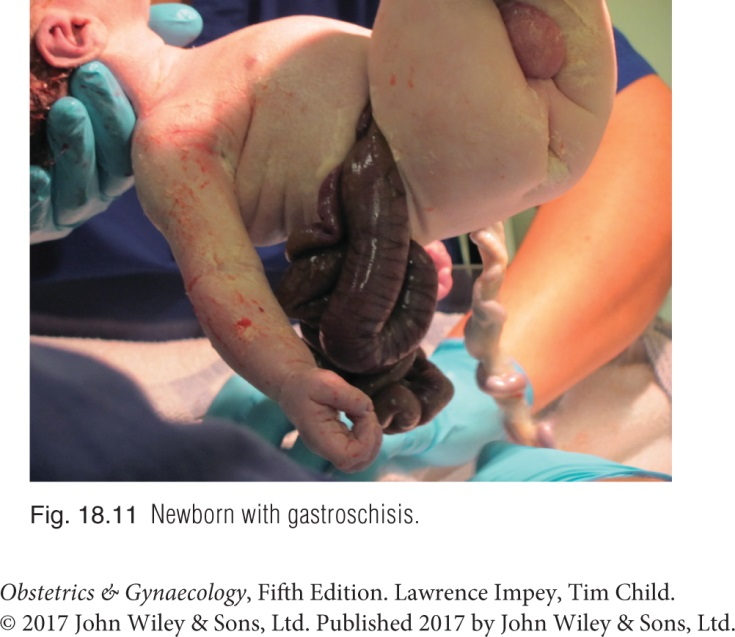 Fig. 18.11 Newborn with gastroschisis.
Obstetrics & Gynaecology, Fifth Edition. Lawrence Impey, Tim Child.
© 2017 John Wiley & Sons, Ltd. Published 2017 by John Wiley & Sons, Ltd.